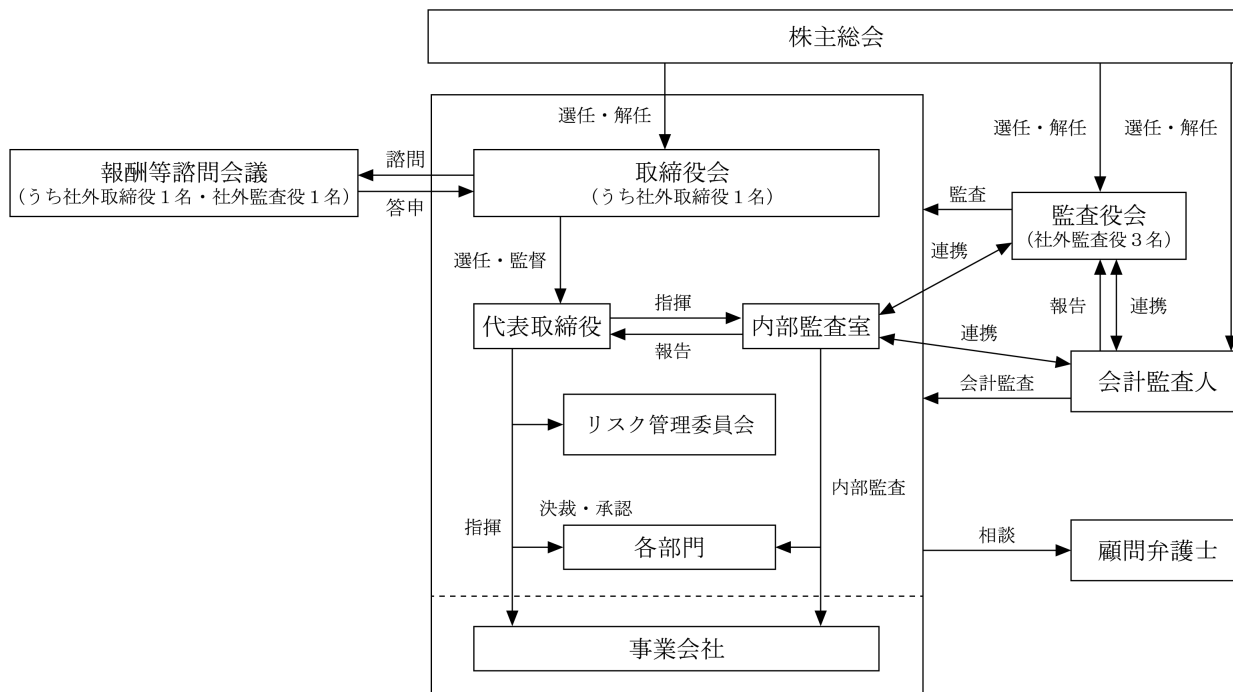 株主総会
選任・解任
選任・解任
選任・解任
報酬等諮問会議
（うち社外取締役１名・社外監査役１名）
諮問
答申
取締役会
（うち社外取締役１名）
監査
監査役会
（社外監査役３名）
選任・監督
連携
代表取締役
指揮
報告
内部監査室
報告
連携
連携
会計監査
会計監査人
リスク管理委員会
内部監査
指揮
決裁・承認
各部門
相談
顧問弁護士
事業会社